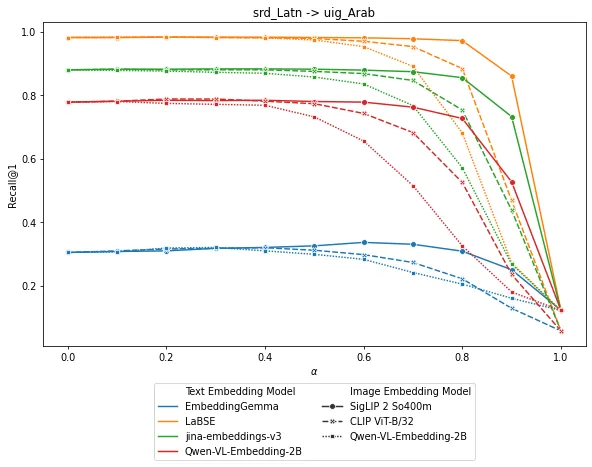 srd_Latn -> uig_Arab
Recall@1
1.0
0.8
0.6
0.4
0.2
0.0 0.2 0.4 0.6 0.8 1.0
α
Text Embedding Model
EmbeddingGemma
LaBSE
jina-embeddings-v3
Qwen-VL-Embedding-2B
Image Embedding Model
SigLIP 2 So400m
CLIP ViT-B/32
Qwen-VL-Embedding-2B